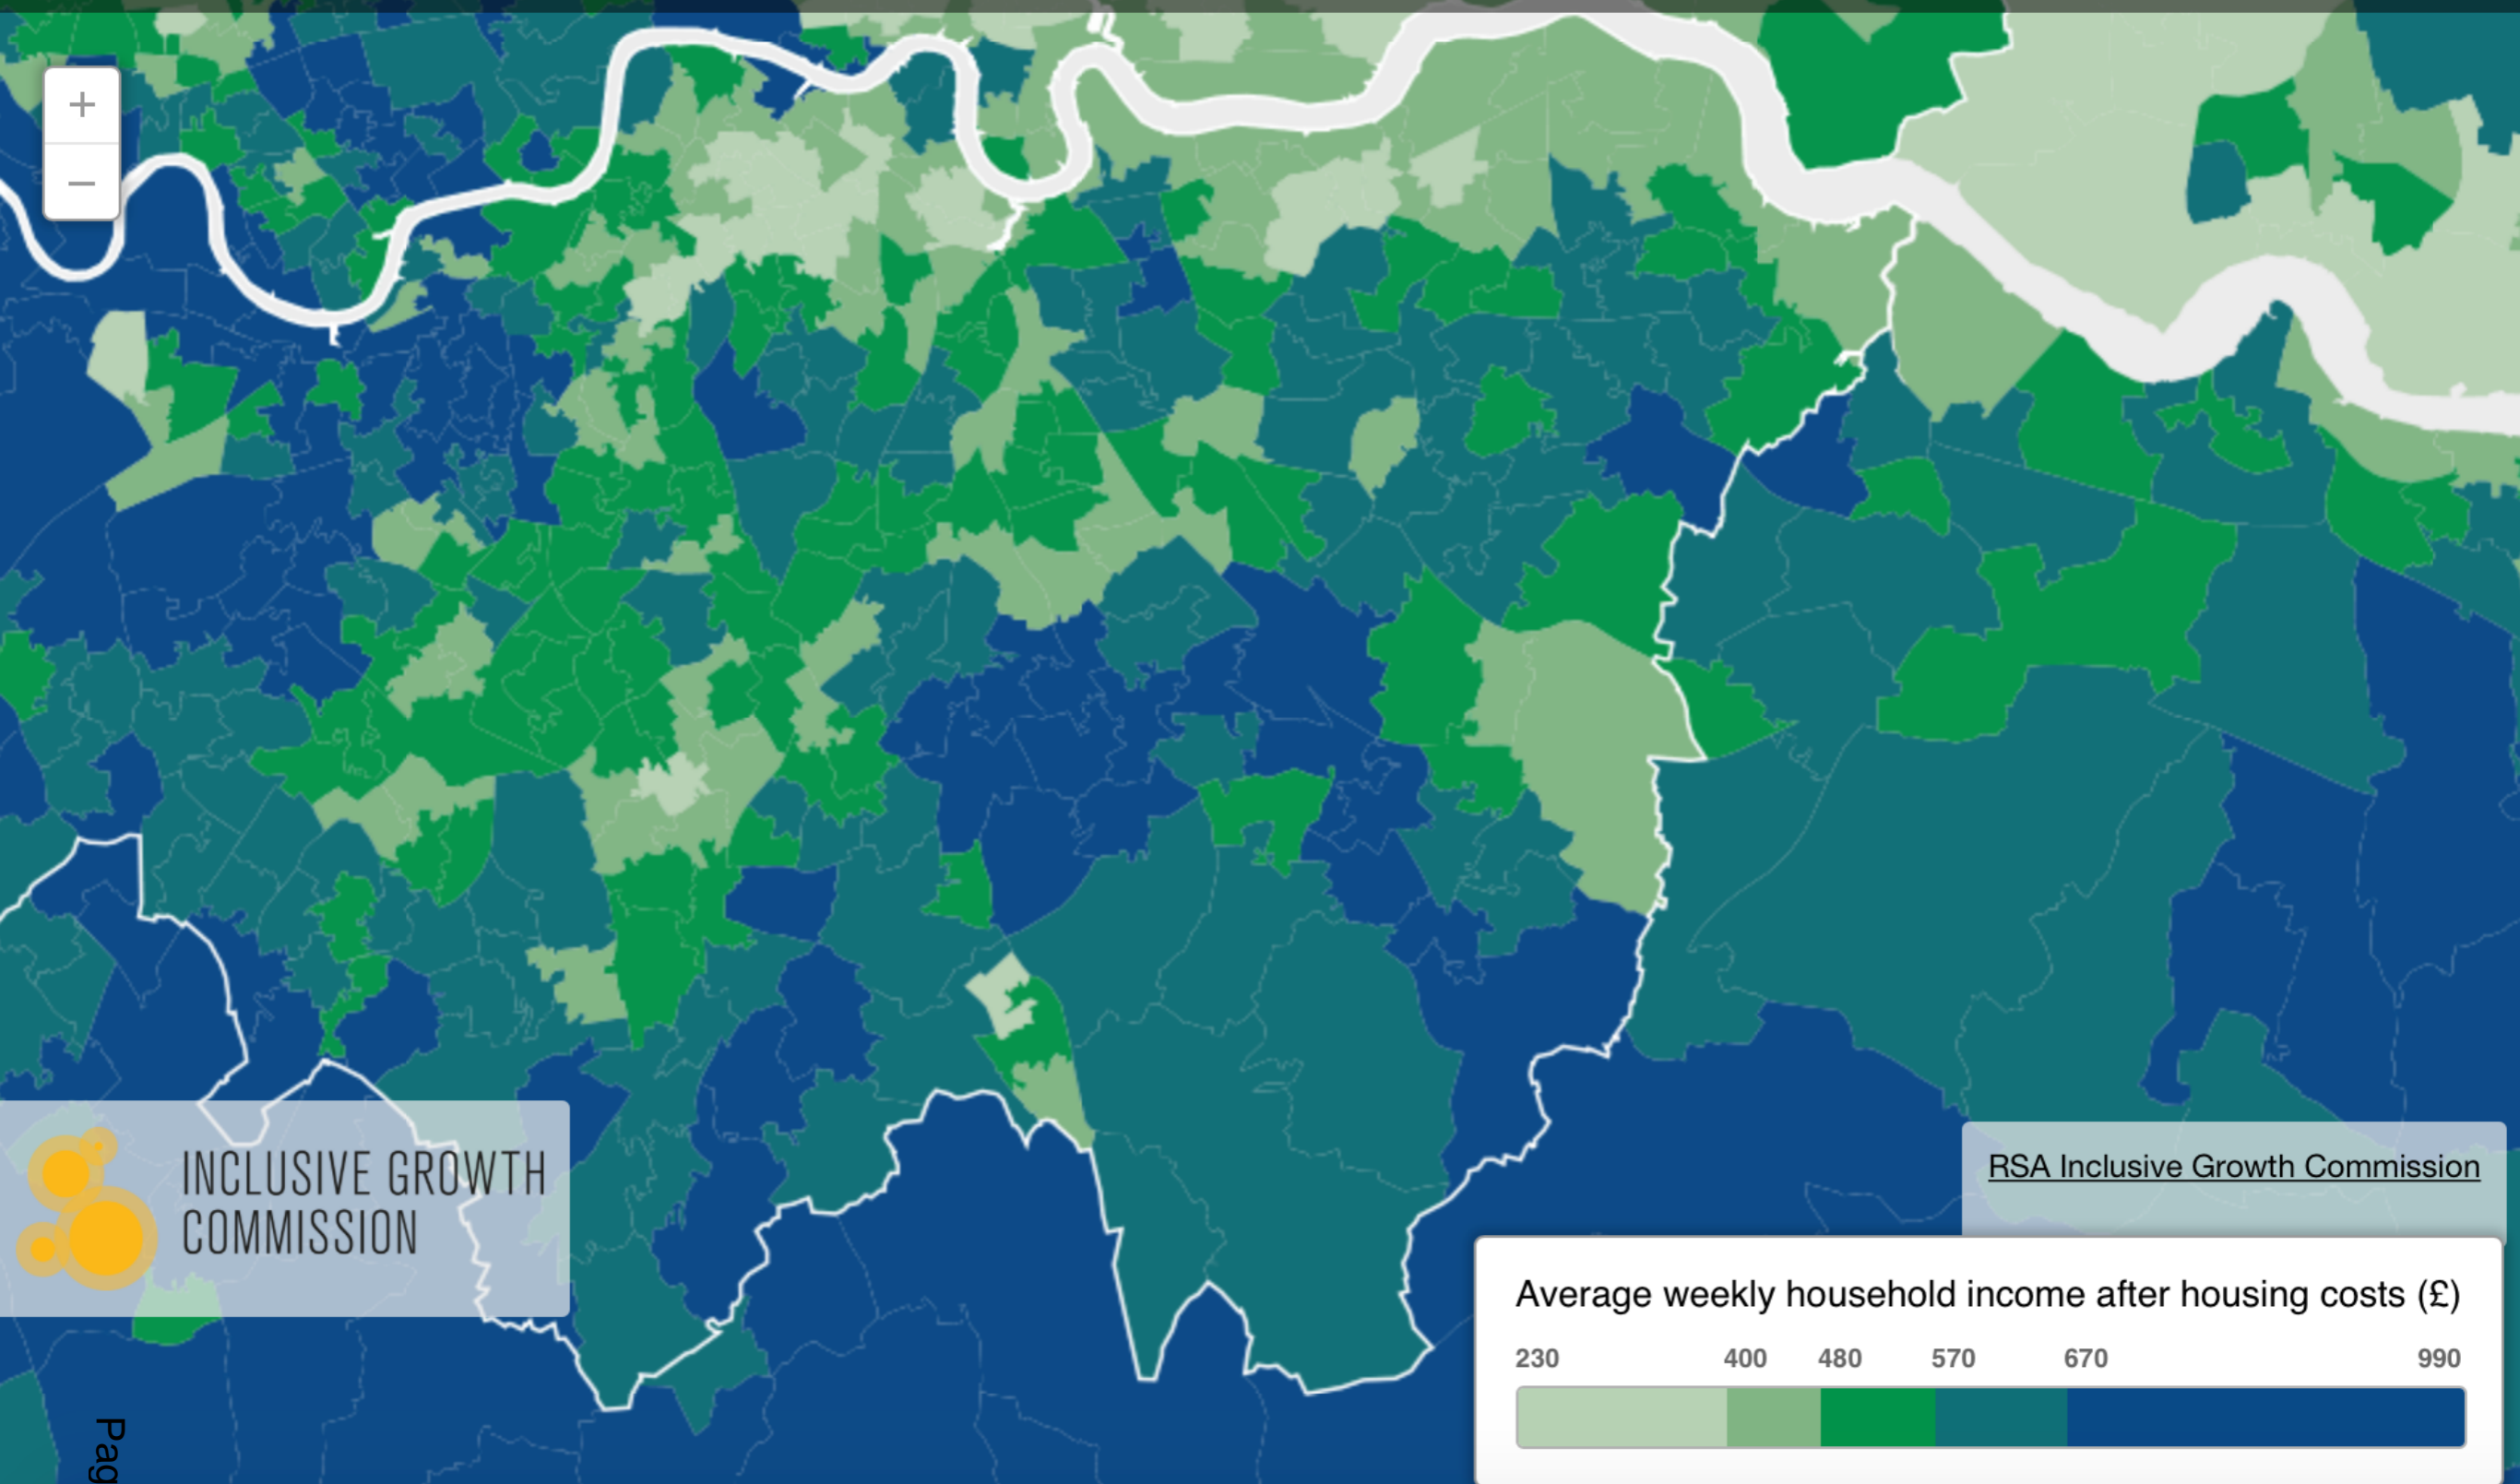 +
−
INCLUSIVE GROWTH
COMMISSION
RSA Inclusive Growth Commission
Average weekly household income after housing costs (£)
230 400 480 570 670 990
Pag